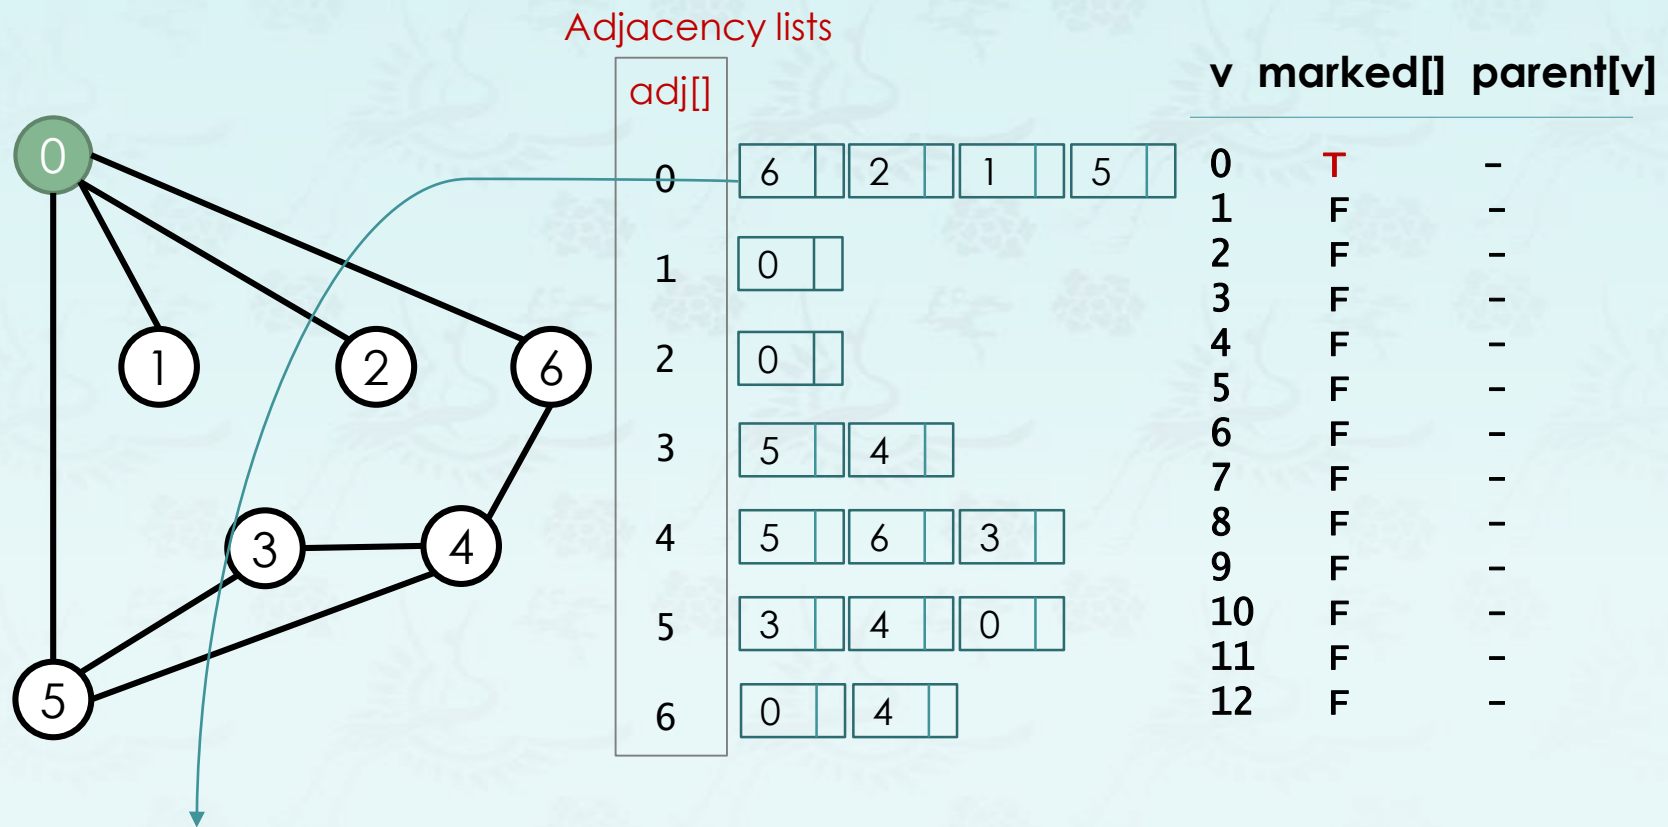 Adjacency lists
adj[]
v marked[] parent[v]
0 6 2 1 5
1 0
2 0
3 5 4
4 5 6 3
5 3 4 0
6 0 4
0 T –
1 F –
2 F –
3 F –
4 F –
5 F –
6 F –
7 F –
8 F –
9 F –
10 F –
11 F –
12 F –
0
1
2
6
3
4
5